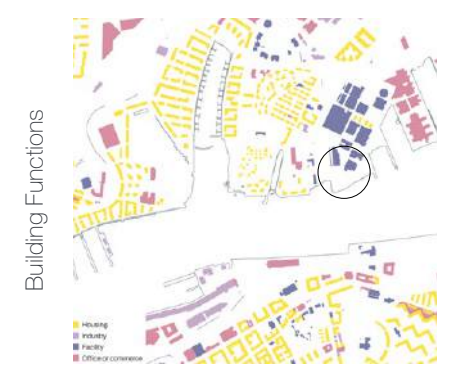 Building Functions
Housing
Industry
Facility
Office or commerce